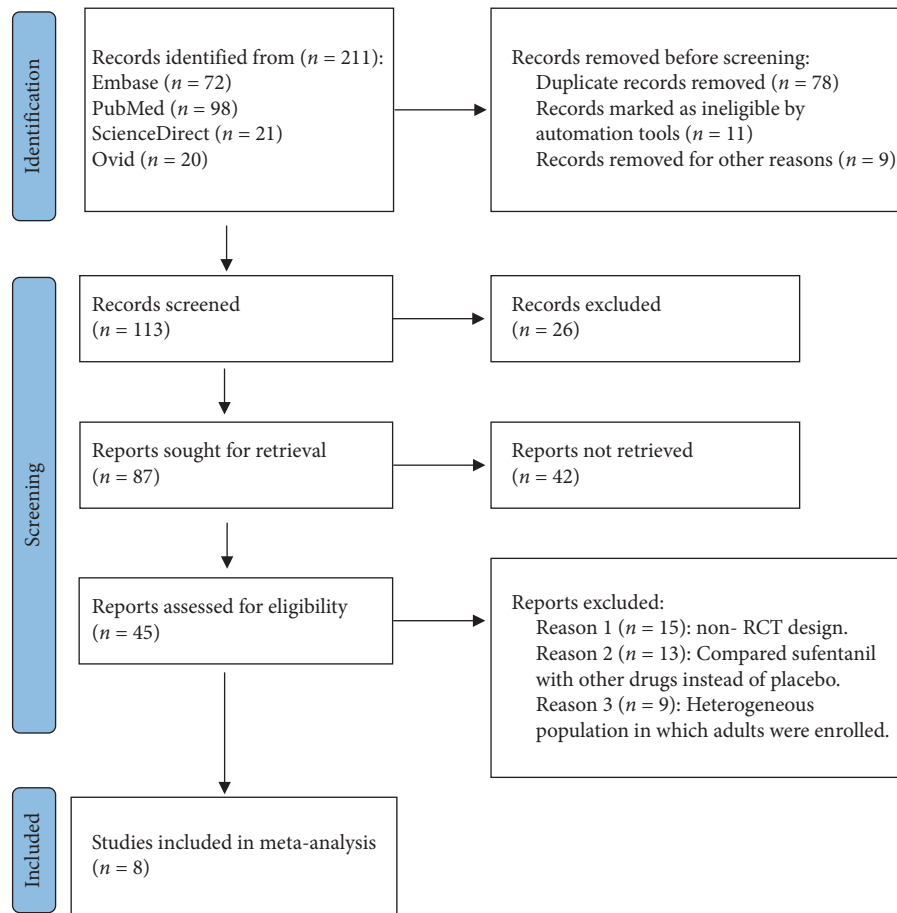 Identification
Records identified from (n = 211):
Embase (n = 72)
PubMed (n = 98)
ScienceDirect (n = 21)
Ovid (n = 20)
Records removed before screening:
Duplicate records removed (n = 78)
Records marked as ineligible by
automation tools (n = 11)
Records removed for other reasons (n = 9)
Screening
Records screened
(n = 113)
Records excluded
(n = 26)
Reports sought for retrieval
(n = 87)
Reports not retrieved
(n = 42)
Reports assessed for eligibility
(n = 45)
Reports excluded:
Reason 1 (n = 15): non- RCT design.
Reason 2 (n = 13): Compared sufentanil
with other drugs instead of placebo.
Reason 3 (n = 9): Heterogeneous
population in which adults were enrolled.
Included
Studies included in meta-analysis
(n = 8)